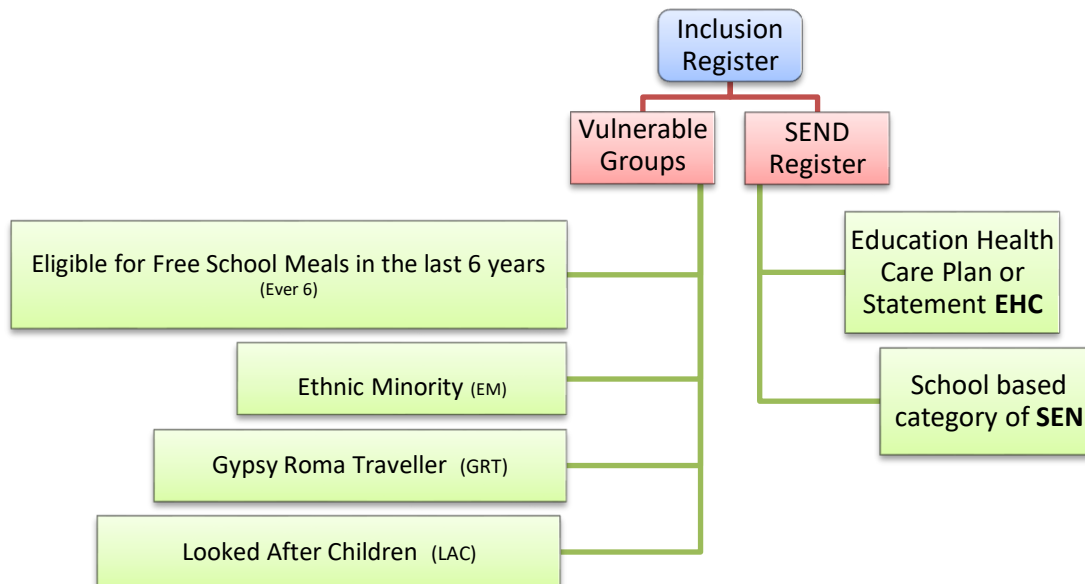 Inclusion
Register
Vulnerable
Groups
SEND
Register
Eligible for Free School Meals in the last 6 years
(Ever 6)
Ethnic Minority (EM)
Gypsy Roma Traveller (GRT)
Looked After Children (LAC)
Education Health
Care Plan or
Statement EHC
School based
category of SEN